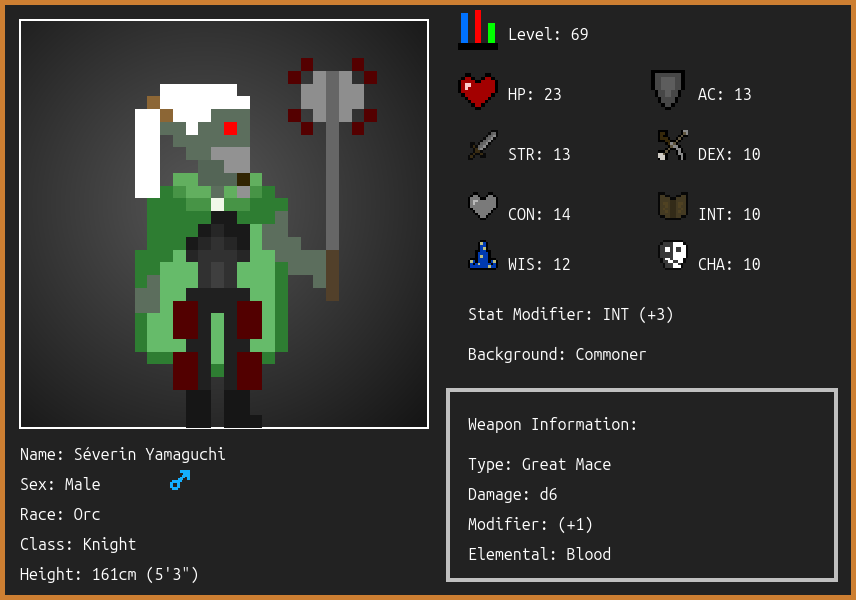 Level: 69
HP: 23
AC: 13
STR: 13
DEX: 10
CON: 14
INT: 10
WIS: 12
CHA: 10
Stat Modifier: INT (+3)
Background: Commoner
Weapon Information:
Type: Great Mace
Damage: d6
Modifier: (+1)
Elemental: Blood
Name: Séverin Yamaguchi
Sex: Male
Race: Orc
Class: Knight
Height: 161cm (5'3")